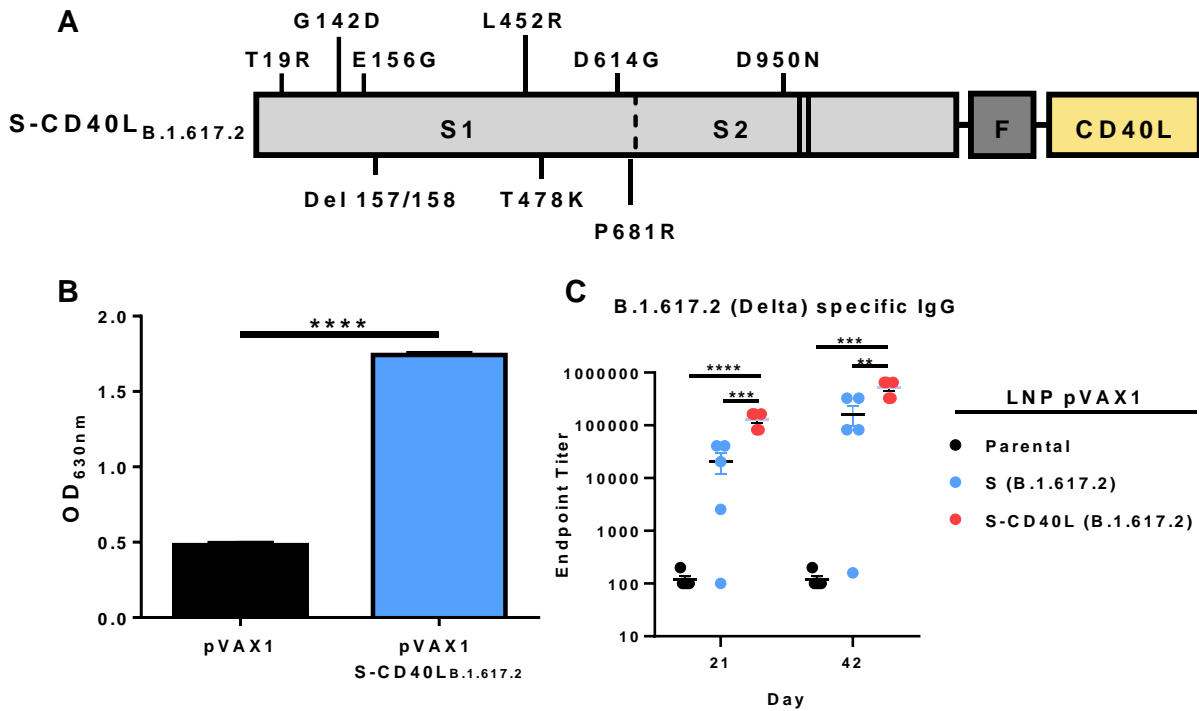 A
G142D
L452R
T19R
E156G
D614G
D950N
S-CD40L B.1.617.2
S1
S2
F
CD40L
Del 157/158
T478K
P681R
B
2.0
1.5
1.0
0.5
0.0
OD630nm
****
pVAX1
pVAX1
S-CD40LB.1.617.2
C
B.1.617.2 (Delta) specific IgG
1000000
100000
10000
1000
100
10
Endpoint Titer
****
***
***
**
21
42
Day
LNP pVAX1
Parental
S (B.1.617.2)
S-CD40L (B.1.617.2)